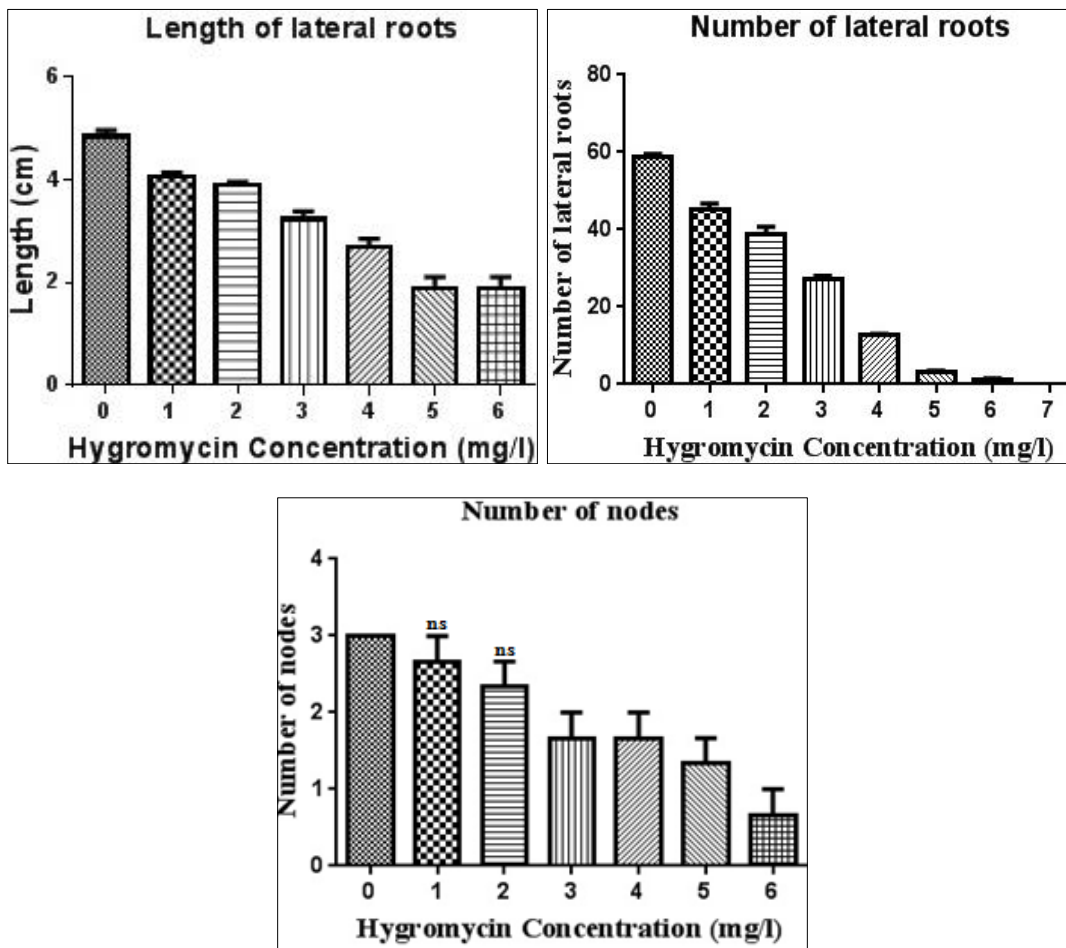 Length of lateral roots
6
4
2
0
Length (cm)
0 1 2 3 4 5 6
Hygromycin Concentration (mg/l)
Number of lateral roots
80
60
40
20
0
Number of lateral roots
0 1 2 3 4 5 6 7
Hygromycin Concentration (mg/l)
Number of nodes
4
3
2
1
0
Number of nodes
ns
ns
0 1 2 3 4 5 6
Hygromycin Concentration (mg/l)